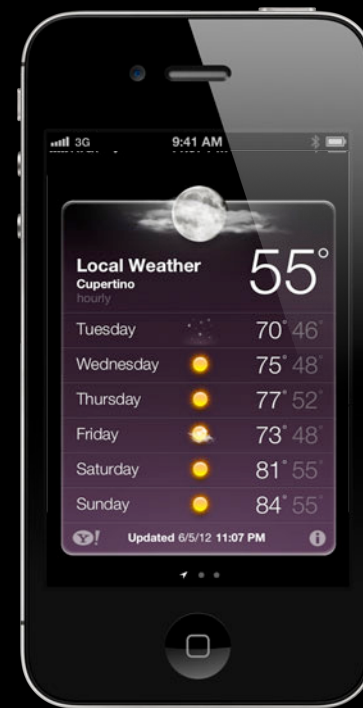 3G 9:41 AM
Local Weather 55°
Cupertino
hourly
Tuesday 70° 46°
Wednesday 75° 48°
Thursday 77° 52°
Friday 73° 48°
Saturday 81° 55°
Sunday 84° 55°
Y! Updated 6/5/12 11:07 PM i